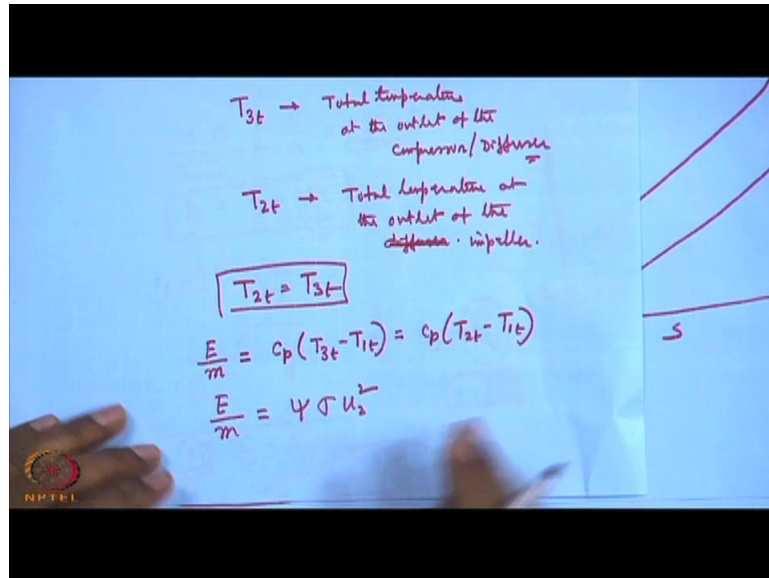 T3t → Total temperature
at the outlet of the
compressor/Diffuser
T2t → Total temperature at
the outlet of the
diffuser. impeller.
T2t = T3t
E/m = cp(T3t-T1t) = cp(T2t-T1t)
E/m = ψ σ U2²
S
NPTEL